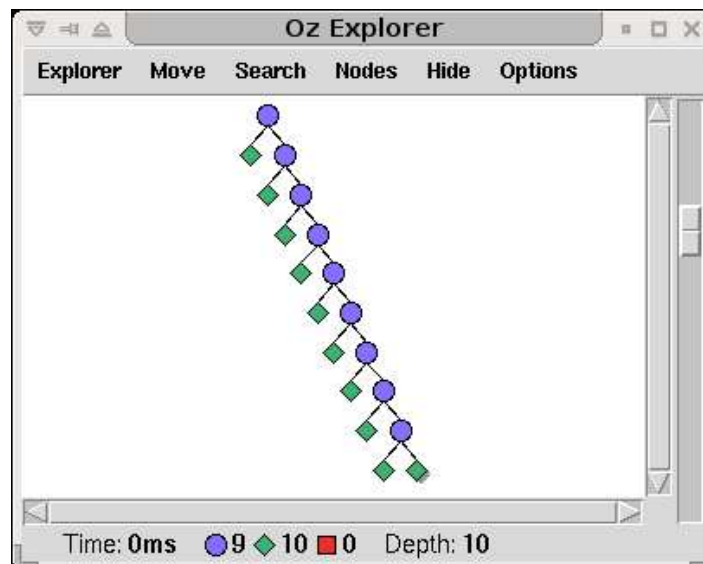 Oz Explorer
Explorer Move Search Nodes Hide Options
Time: 0ms 9 10 0 Depth: 10